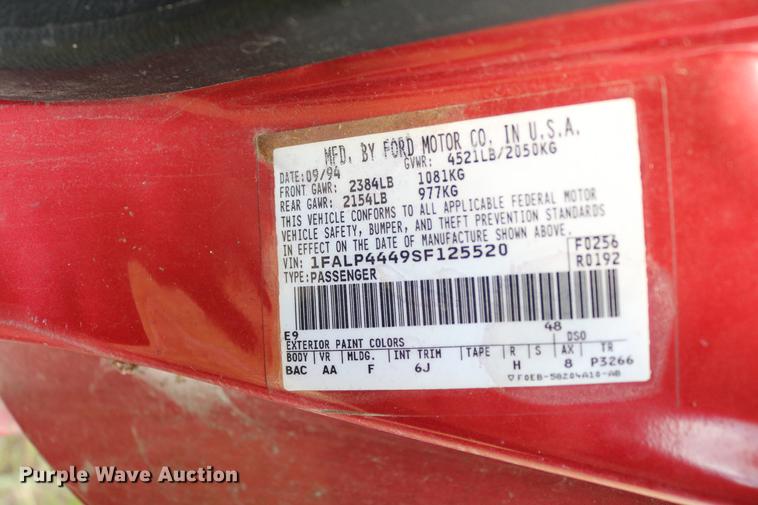 MFD. BY FORD MOTOR CO. IN U.S.A.
DATE: 09/94 GVWR: 4521LB/2050KG
FRONT GAWR: 2384LB 1081KG
REAR GAWR: 2154LB 977KG
THIS VEHICLE CONFORMS TO ALL APPLICABLE FEDERAL MOTOR
VEHICLE SAFETY, BUMPER, AND THEFT PREVENTION STANDARDS
IN EFFECT ON THE DATE OF MANUFACTURE SHOWN ABOVE.
VIN: 1FALP4449SF125520 F0256
TYPE: PASSENGER R0192
E9 48
EXTERIOR PAINT COLORS DSO
BODY VR MLDG. INT TRIM TAPE R S AX TR
BAC AA F 6J H 8 P3266
▽F0EB-58204A10-AB
Purple Wave Auction